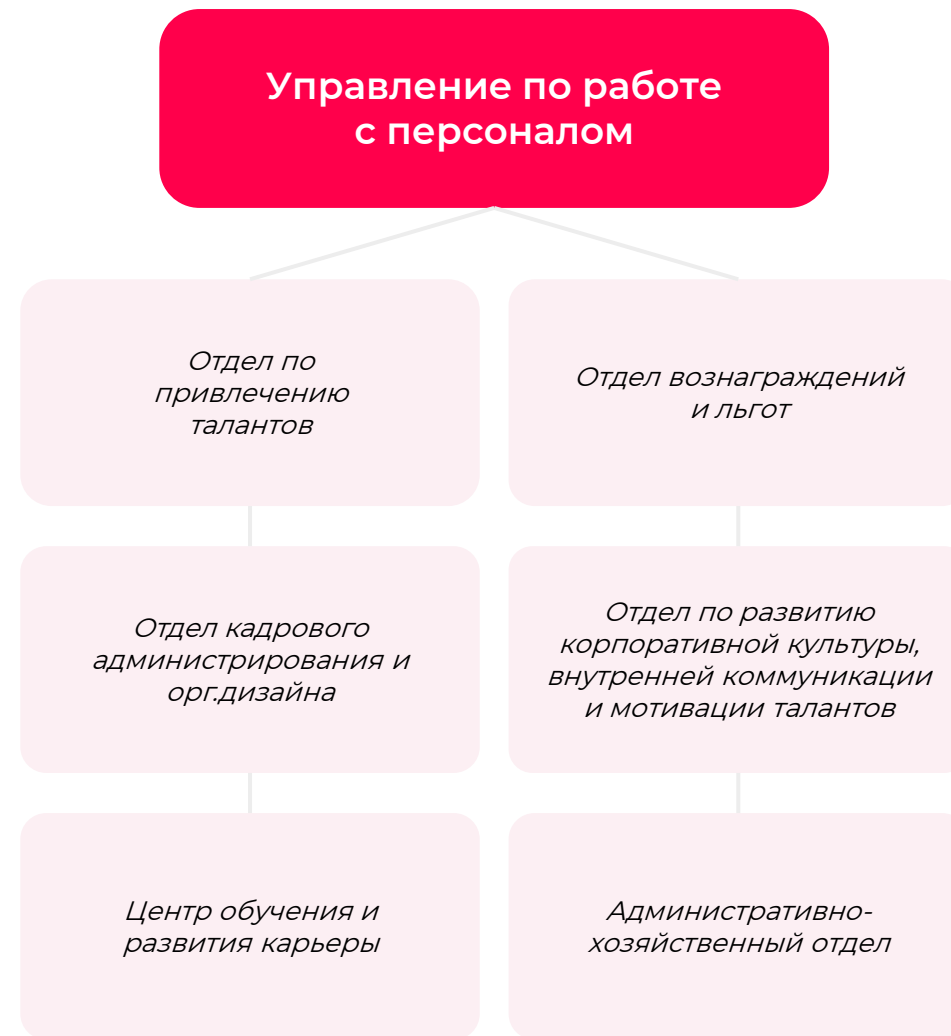 Управление по работе
с персоналом
Отдел по
привлечению
талантов
Отдел вознаграждений
и льгот
Отдел кадрового
администрирования и
орг.дизайна
Отдел по развитию
корпоративной культуры,
внутренней коммуникации
и мотивации талантов
Центр обучения и
развития карьеры
Административно-
хозяйственный отдел